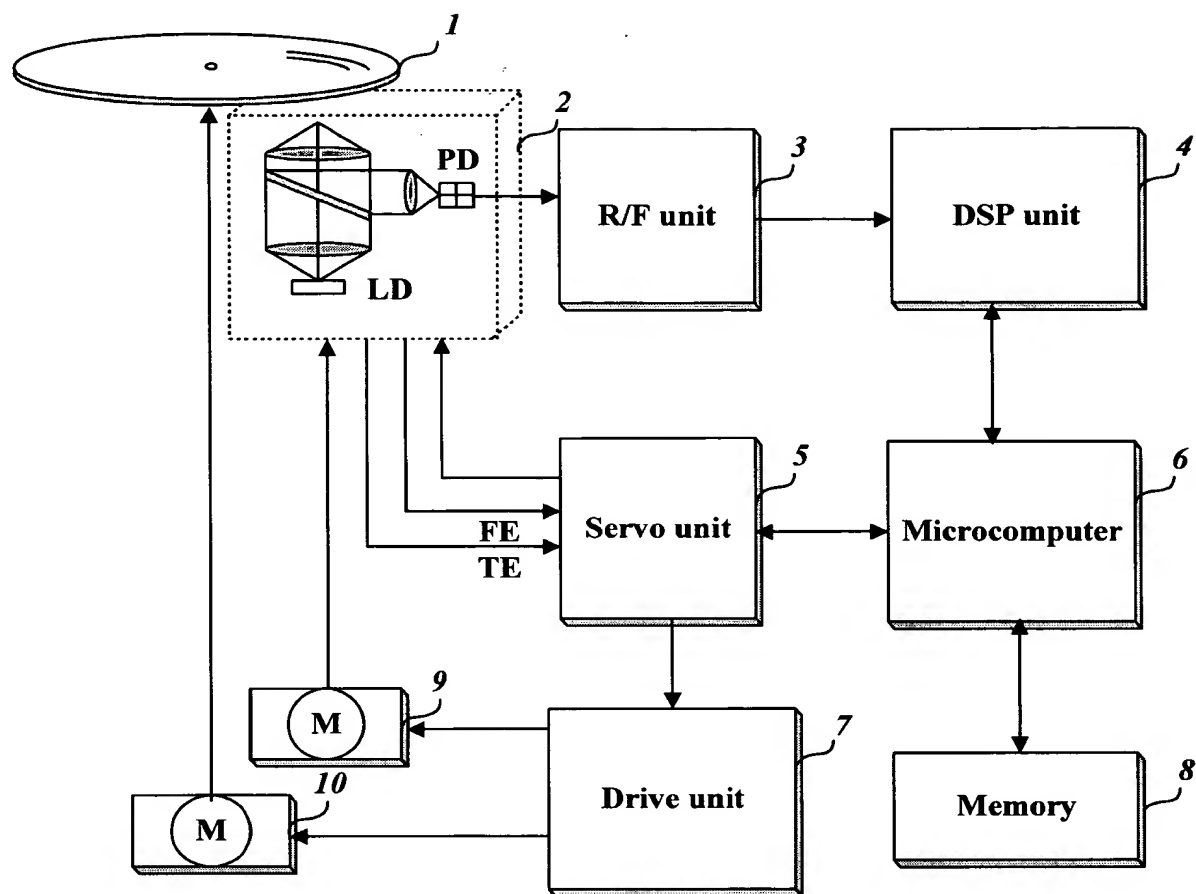 1
2
PD
LD
3
R/F unit
4
DSP unit
5
Servo unit
FE
TE
6
Microcomputer
9
M
7
Drive unit
8
Memory
10
M